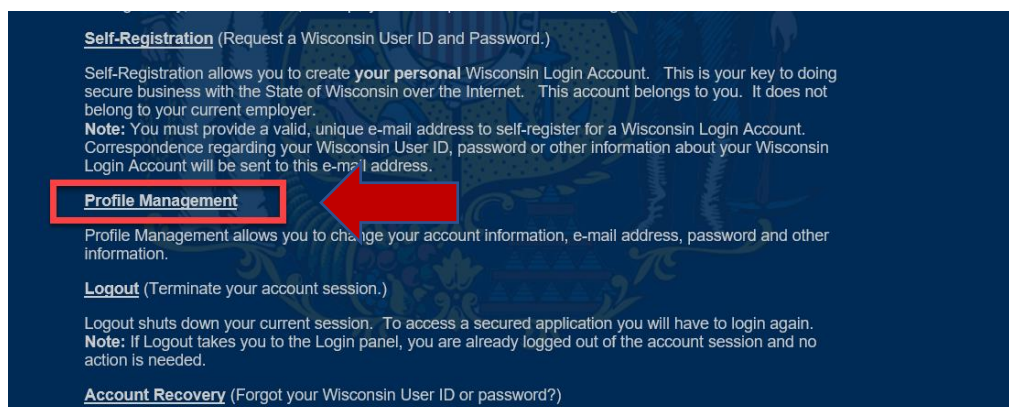 Self-Registration (Request a Wisconsin User ID and Password.)
Self-Registration allows you to create your personal Wisconsin Login Account. This is your key to doing
secure business with the State of Wisconsin over the Internet. This account belongs to you. It does not
belong to your current employer.
Note: You must provide a valid, unique e-mail address to self-register for a Wisconsin Login Account.
Correspondence regarding your Wisconsin User ID, password or other information about your Wisconsin
Login Account will be sent to this e-mail address.
Profile Management
Profile Management allows you to change your account information, e-mail address, password and other
information.
Logout (Terminate your account session.)
Logout shuts down your current session. To access a secured application you will have to login again.
Note: If Logout takes you to the Login panel, you are already logged out of the account session and no
action is needed.
Account Recovery (Forgot your Wisconsin User ID or password?)